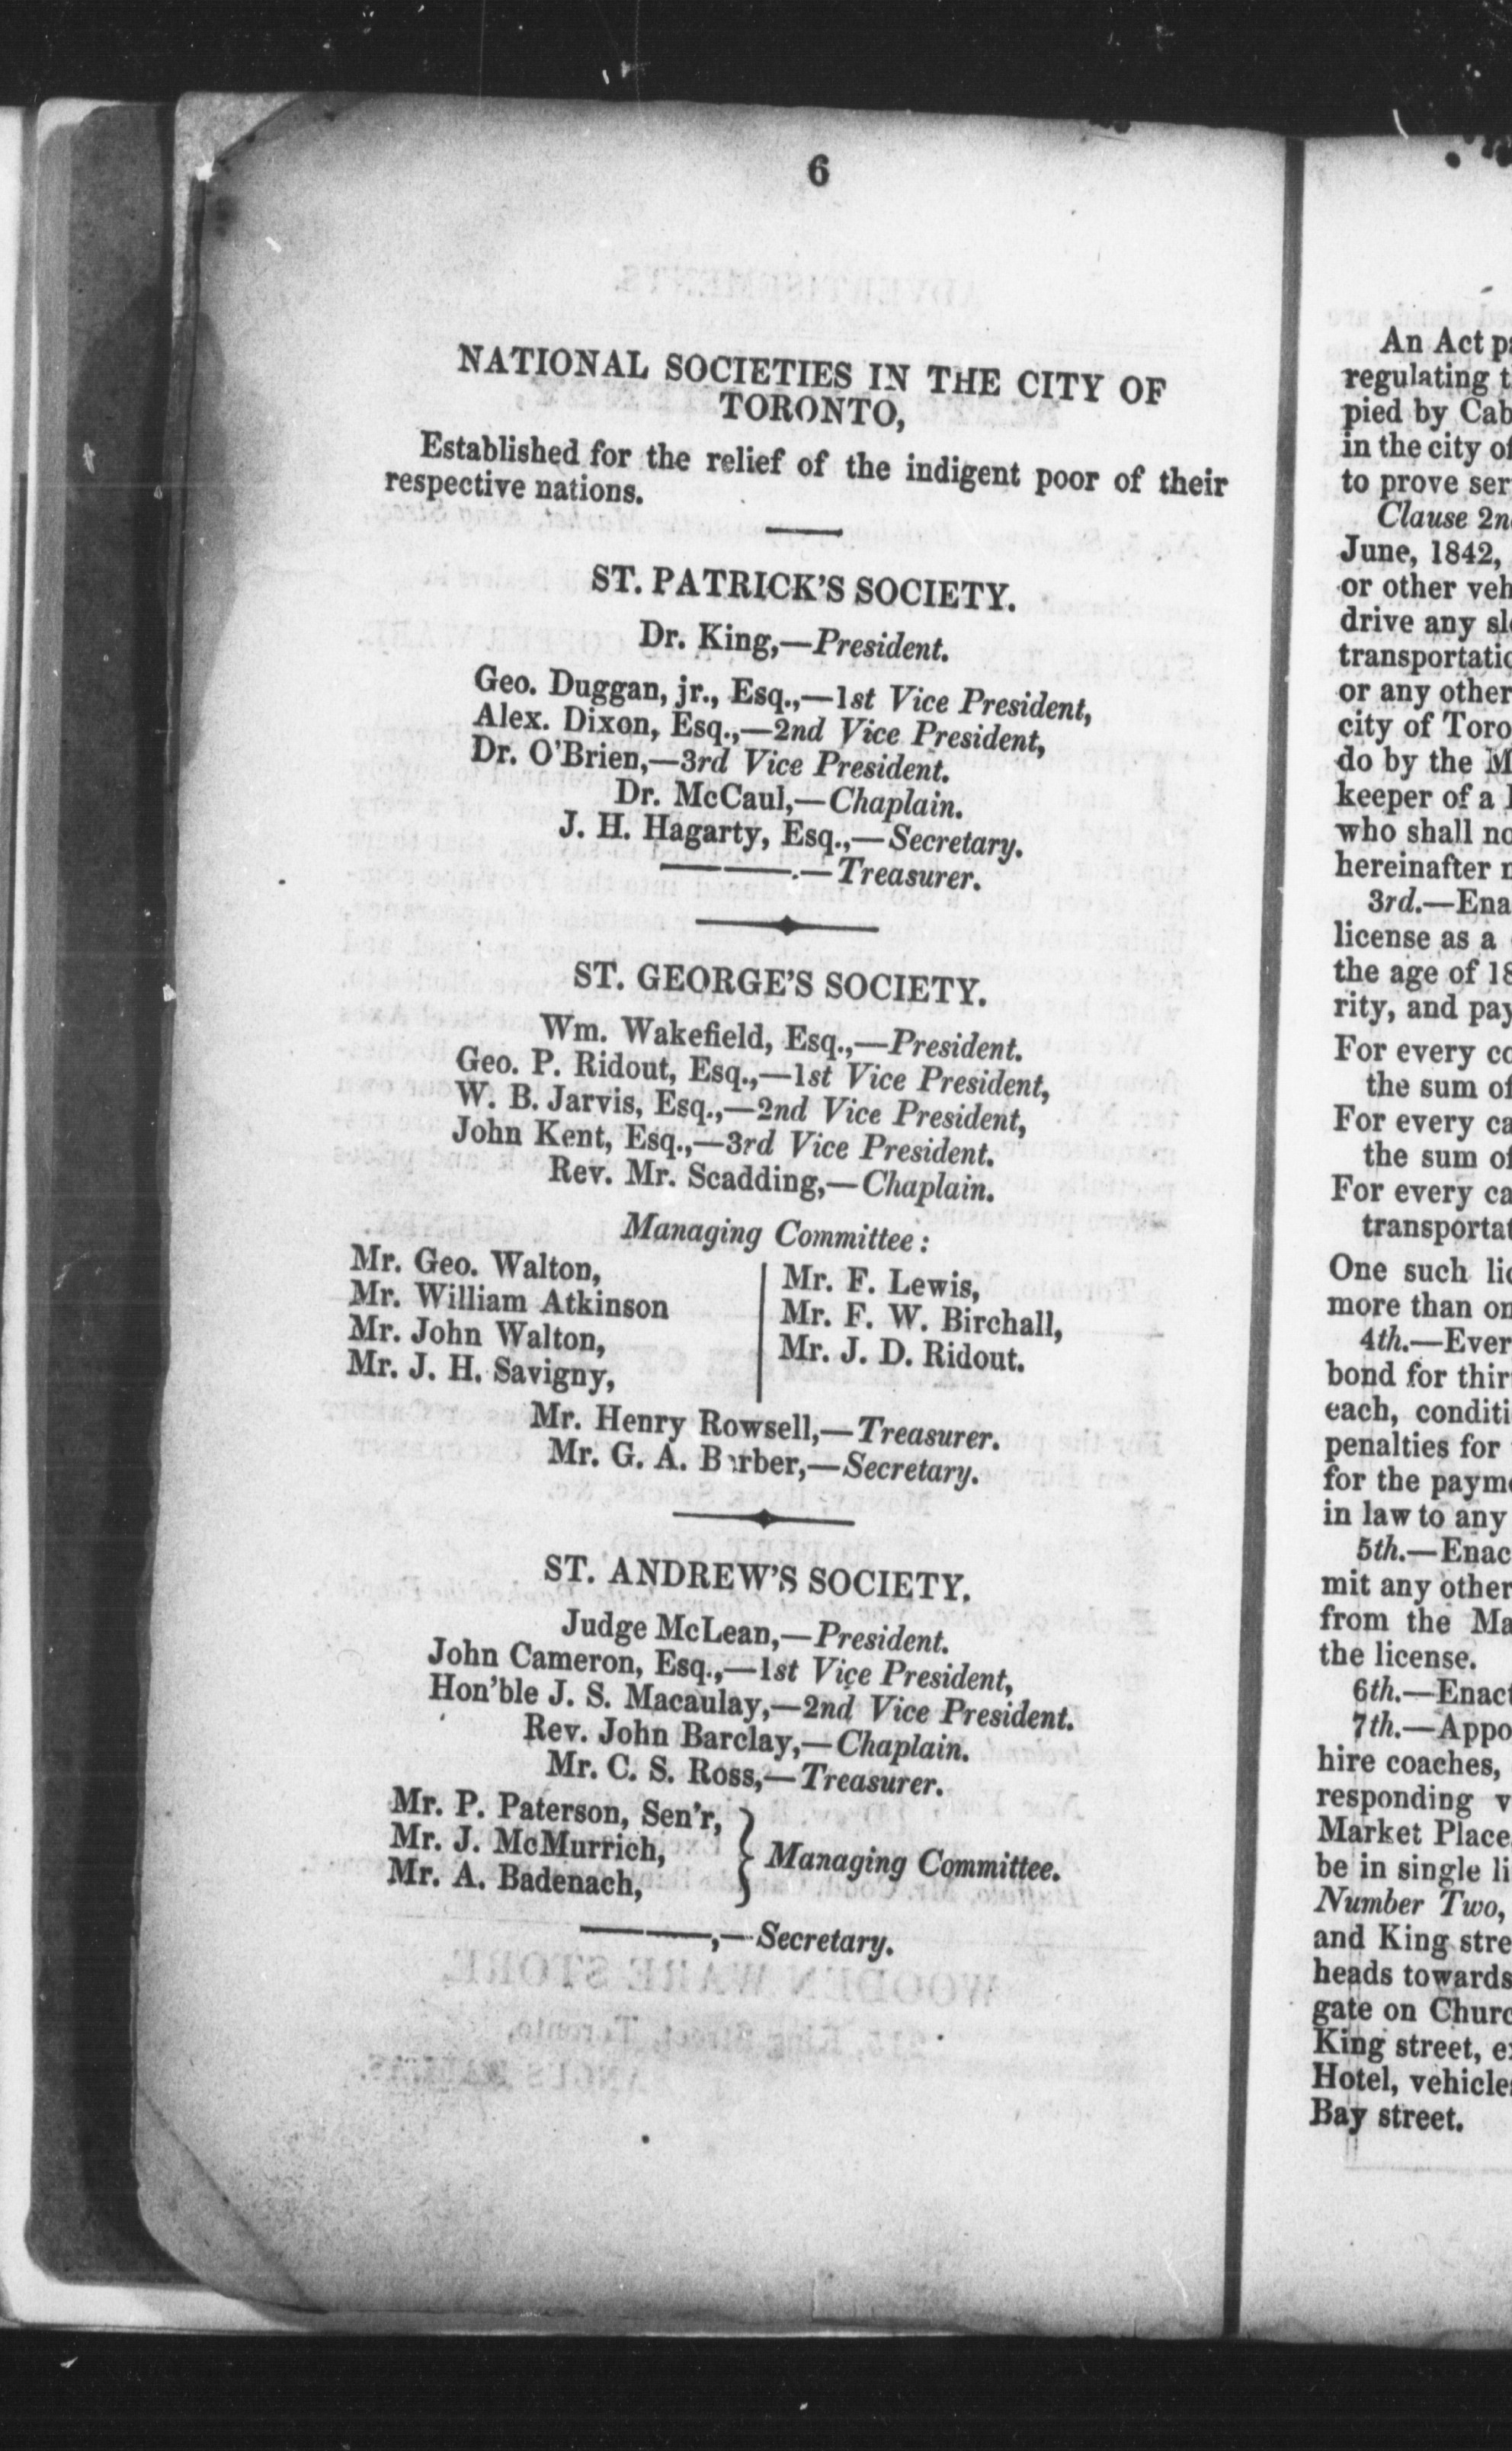 6
NATIONAL SOCIETIES IN THE CITY OF
TORONTO,
Established for the relief of the indigent poor of their
respective nations.
ST. PATRICK'S SOCIETY.
Dr. King,—President.
Geo. Duggan, jr., Esq.,—1st Vice President,
Alex. Dixon, Esq.,—2nd Vice President,
Dr. O'Brien,—3rd Vice President.
Dr. McCaul,—Chaplain.
J. H. Hagarty, Esq.,—Secretary.
———.—Treasurer.
ST. GEORGE'S SOCIETY.
Wm. Wakefield, Esq.,—President.
Geo. P. Ridout, Esq.,—1st Vice President,
W. B. Jarvis, Esq.,—2nd Vice President,
John Kent, Esq.,—3rd Vice President.
Rev. Mr. Scadding,—Chaplain.
Managing Committee:
Mr. Geo. Walton,
Mr. William Atkinson
Mr. John Walton,
Mr. J. H. Savigny,
Mr. F. Lewis,
Mr. F. W. Birchall,
Mr. J. D. Ridout.
Mr. Henry Rowsell,—Treasurer.
Mr. G. A. Barber,—Secretary.
ST. ANDREW'S SOCIETY.
Judge McLean,—President.
John Cameron, Esq.,—1st Vice President,
Hon'ble J. S. Macaulay,—2nd Vice President.
Rev. John Barclay,—Chaplain.
Mr. C. S. Ross,—Treasurer.
Mr. P. Paterson, Sen'r,
Mr. J. McMurrich,
Mr. A. Badenach,
Managing Committee.
———,—Secretary.
An Act
regulating
pied by
in the city
to prove
Clause
June, 1842,
or other
drive any
or any other
city of
do by the
keeper of a
who shall
hereinafter
3rd.—
license as a
the age of
rity, and
For every
the sum of
For every
the sum of
For every
One such
more than
4th.—
bond for
each,
penalties for
for the
in law to any
5th.—
mit any other
from the
the license.
6th.—
7th.—
hire coaches,
responding
Market Place
be in single
Number Two,
and King
heads towards
gate on
King street,
Hotel,
Bay street.